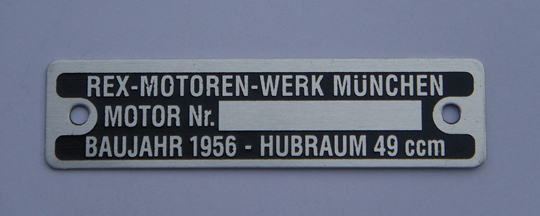 REX-MOTOREN-WERK MÜNCHEN
MOTOR Nr.
BAUJAHR 1956 - HUBRAUM 49 ccm